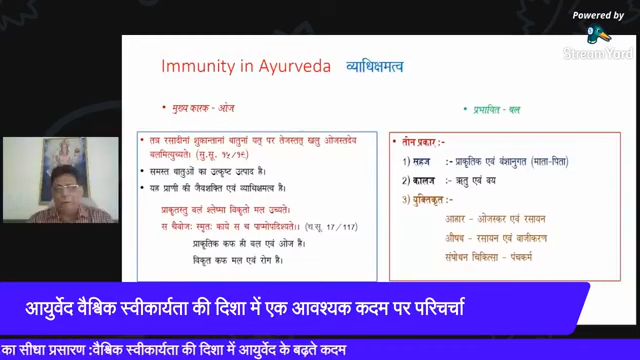 Powered by
StreamYard
Immunity in Ayurveda व्याधिक्षमत्व
• मुख्य कारक - ओज
• प्रभावित - बल
तत्र रसादीनां शुकान्तानां धातुनां यत् पर तेजस्तत् खलु ओजस्तदेव
बलमित्युच्यते। (सु.सू. १५/१९)
• समस्त धातुओं का उत्कृष्ट उत्पाद है।
• यह प्राणी की जैवशक्ति एवं व्याधिक्षमत्व है।
प्राकृतस्तु बलं श्लेष्मा विकृतो मल उच्यते।
स चैवोजः स्मृतः काये स च पाप्मोपदिश्यते। (च.सू. 17/117)
प्राकृतिक कफ ही बल एवं ओज है।
विकृत कफ मल एवं रोग है।
• तीन प्रकार:
1) सहज :- प्राकृतिक एवं वंशानुगत (माता-पिता)
2) कालज :- ऋतु एवं वय
3) युक्तिकृत :-
आहार - ओजस्कर एवं रसायन
औषध - रसायन एवं वाजीकरण
संषोधन चिकित्सा - पंचकर्म
आयुर्वेद वैश्विक स्वीकार्यता की दिशा में एक आवश्यक कदम पर परिचर्चा
का सीधा प्रसारण :वैश्विक स्वीकार्यता की दिशा में आयुर्वेद के बढ़ते कदम